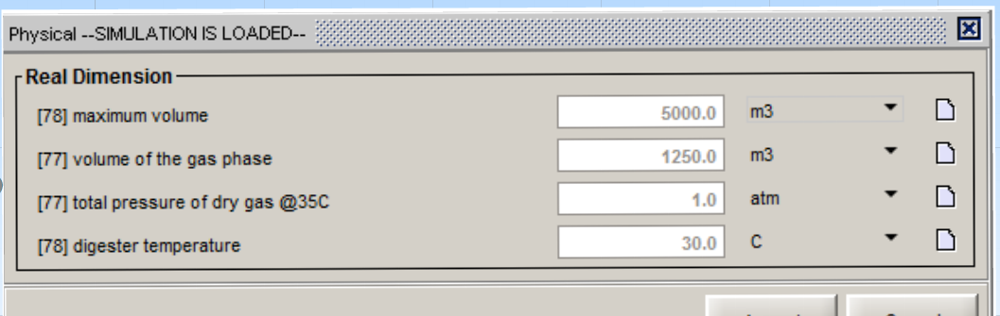 Physical --SIMULATION IS LOADED--
Real Dimension
[78] maximum volume 5000.0 m3
[77] volume of the gas phase 1250.0 m3
[77] total pressure of dry gas @35C 1.0 atm
[78] digester temperature 30.0 C